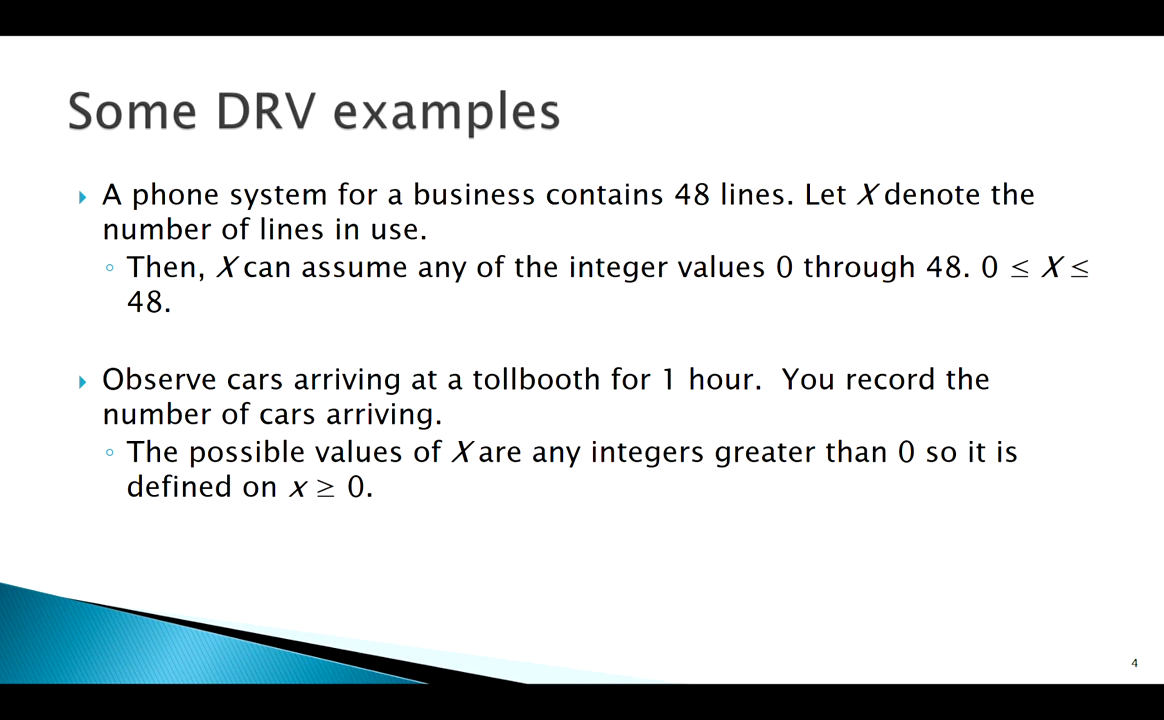 Some DRV examples
A phone system for a business contains 48 lines. Let X denote the
number of lines in use.
Then, X can assume any of the integer values 0 through 48. 0 ≤ X ≤
48.
Observe cars arriving at a tollbooth for 1 hour.  You record the
number of cars arriving.
The possible values of X are any integers greater than 0 so it is
defined on x ≥ 0.
4